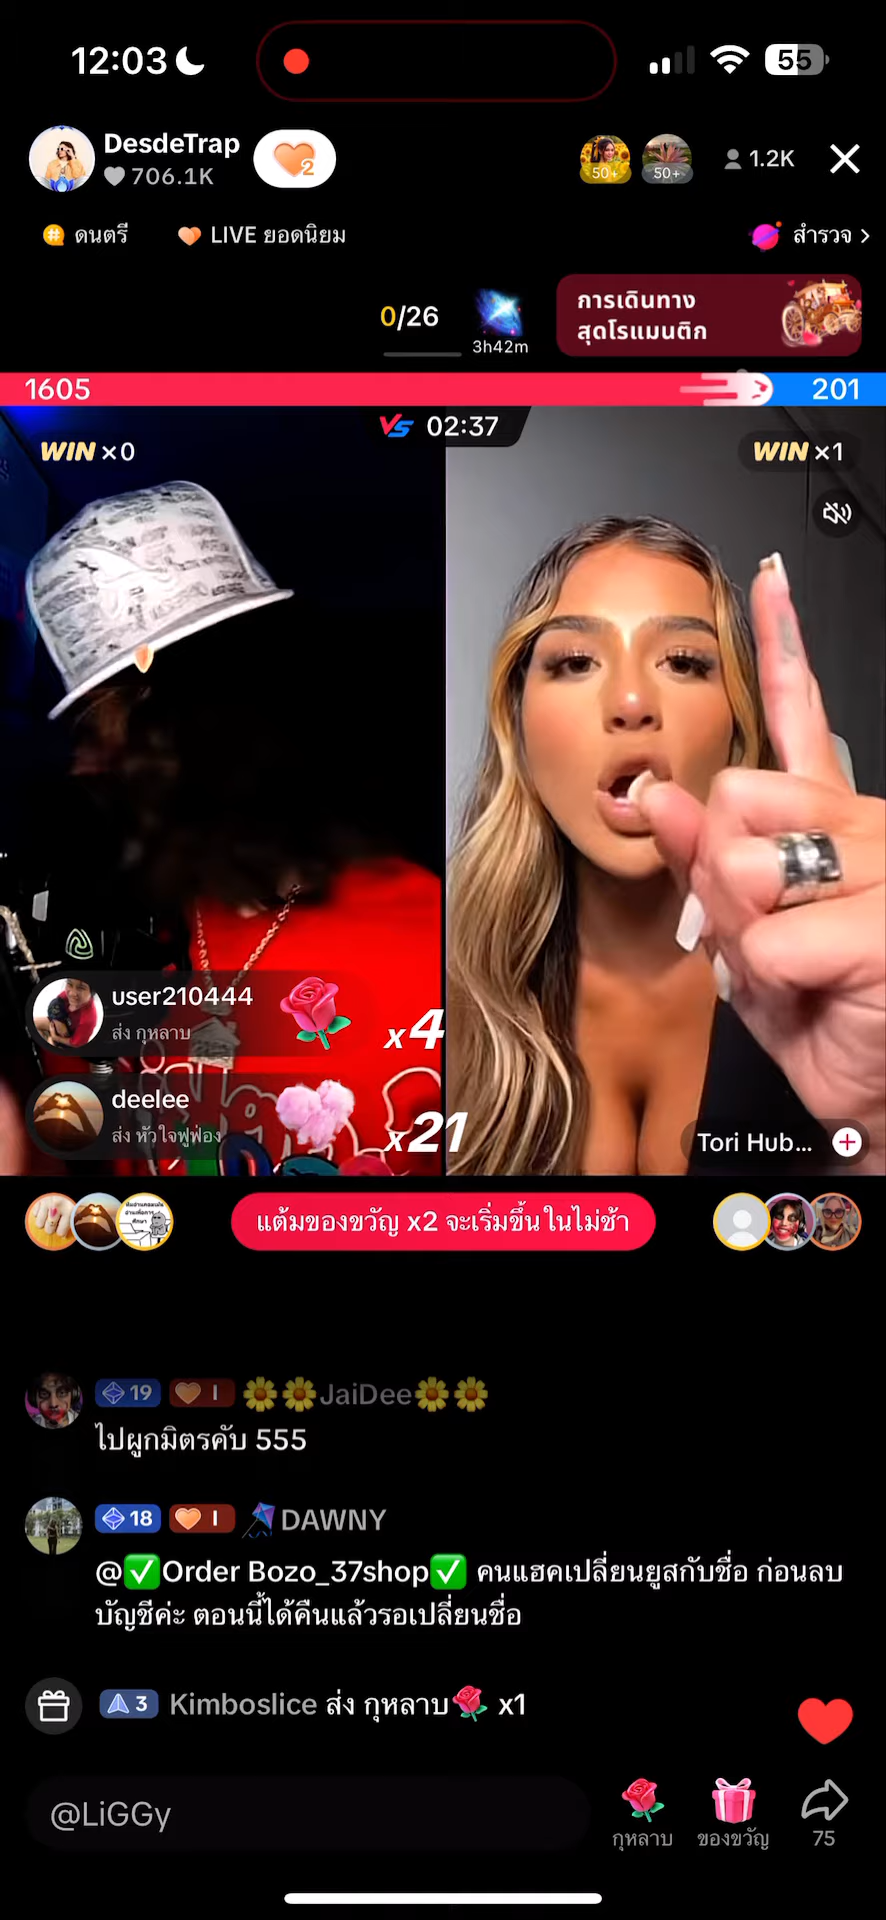 12:03
55
DesdeTrap
706.1K
2
50+
50+
1.2K
ดนตรี
LIVE ยอดนิยม
สำรวจ
0/26
3h42m
การเดินทาง
สุดโรแมนติก
1605
201
VS 02:37
WIN x0
WIN x1
user210444
ส่ง กุหลาบ
x4
deelee
ส่ง หัวใจฟูฟ่อง
x21
Tori Hub...
แต้มของขวัญ x2 จะเริ่มขึ้นในไม่ช้า
19 I 🌼🌼JaiDee🌼🌼
ไปผูกมิตรคับ 555
18 I 🪁DAWNY
@✅Order Bozo_37shop✅ คนแฮคเปลี่ยนยูสกับชื่อ ก่อนลบ
บัญชีค่ะ ตอนนี้ได้คืนแล้วรอเปลี่ยนชื่อ
3 Kimboslice ส่ง กุหลาบ🌹 x1
@LiGGy
กุหลาบ
ของขวัญ
75